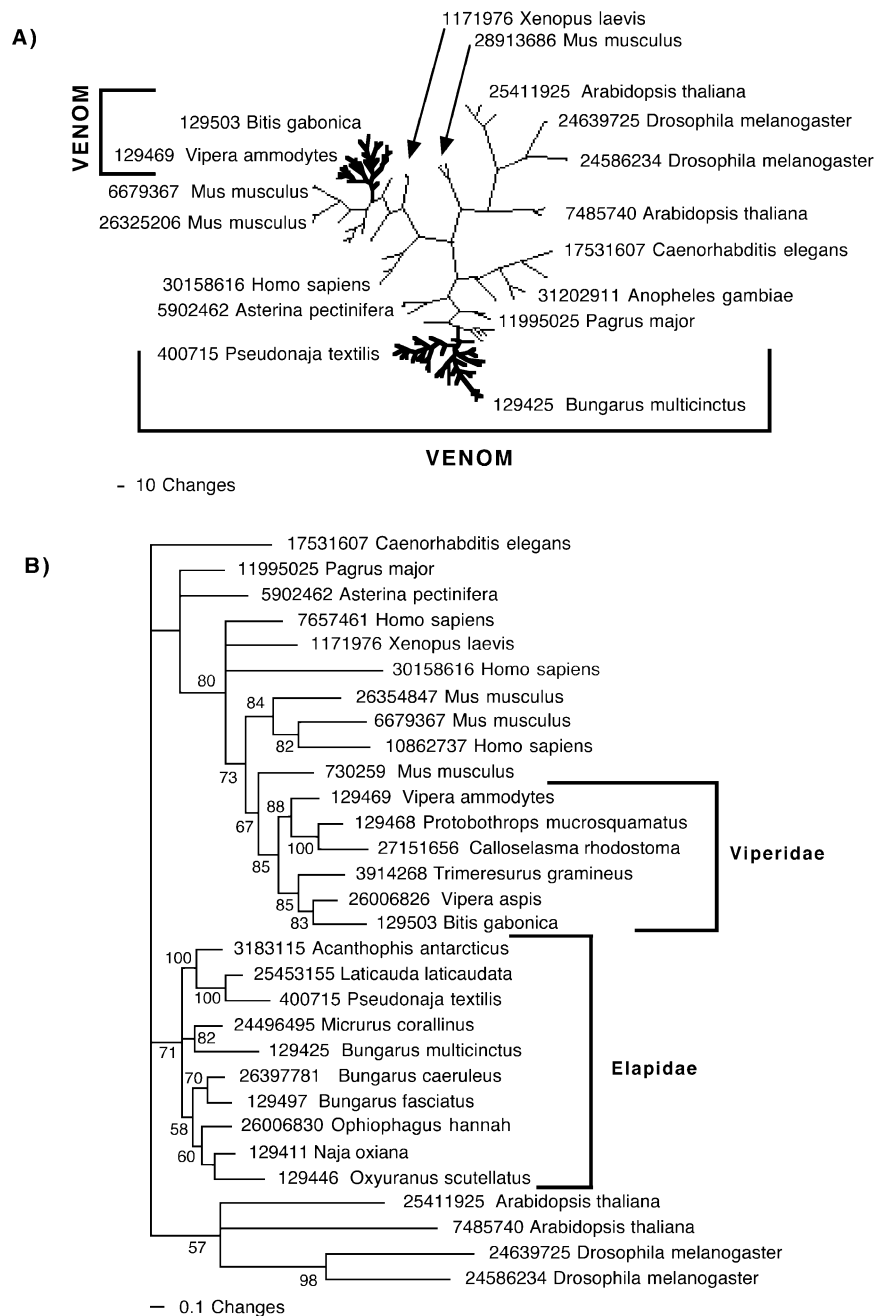 A)
1171976 Xenopus laevis
28913686 Mus musculus
VENOM
25411925 Arabidopsis thaliana
129503 Bitis gabonica
24639725 Drosophila melanogaster
129469 Vipera ammodytes
24586234 Drosophila melanogaster
6679367 Mus musculus
7485740 Arabidopsis thaliana
26325206 Mus musculus
17531607 Caenorhabditis elegans
30158616 Homo sapiens
31202911 Anopheles gambiae
5902462 Asterina pectinifera
11995025 Pagrus major
400715 Pseudonaja textilis
129425 Bungarus multicinctus
VENOM
10 Changes
B)
17531607 Caenorhabditis elegans
11995025 Pagrus major
5902462 Asterina pectinifera
7657461 Homo sapiens
1171976 Xenopus laevis
80
30158616 Homo sapiens
84
26354847 Mus musculus
6679367 Mus musculus
82
10862737 Homo sapiens
73
730259 Mus musculus
88
129469 Vipera ammodytes
67
129468 Protobothrops mucrosquamatus
100
27151656 Calloselasma rhodostoma
Viperidae
85
3914268 Trimeresurus gramineus
85
26006826 Vipera aspis
83
129503 Bitis gabonica
100
3183115 Acanthophis antarcticus
25453155 Laticauda laticaudata
100
400715 Pseudonaja textilis
24496495 Micrurus corallinus
82
71
129425 Bungarus multicinctus
Elapidae
70
26397781 Bungarus caeruleus
129497 Bungarus fasciatus
58
26006830 Ophiophagus hannah
60
129411 Naja oxiana
129446 Oxyuranus scutellatus
25411925 Arabidopsis thaliana
57
7485740 Arabidopsis thaliana
24639725 Drosophila melanogaster
98
24586234 Drosophila melanogaster
0.1 Changes